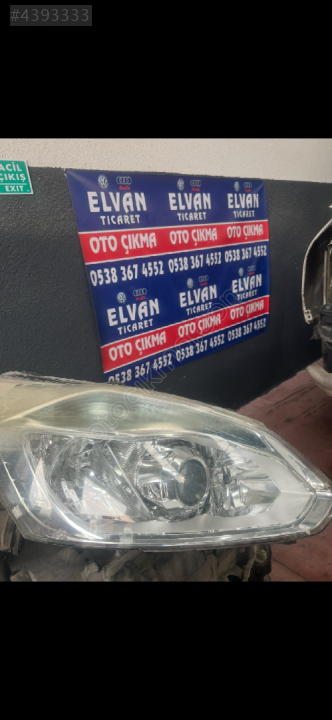 #4393333
ACİL
ÇIKIŞ
EXIT
ELVAN ELVAN ELVAN
TİCARET TİCARET TİCARET
OTO ÇIKMA OTO ÇIKMA OTO ÇIKMA
0538 367 4552 0538 367 4552 0538 367 4552
ELVAN ELVAN ELVAN
TİCARET TİCARET TİCARET
OTO ÇIKMA OTO ÇIKMA OTO ÇIKMA
0538 367 4552 0538 367 4552 0538 367 4552